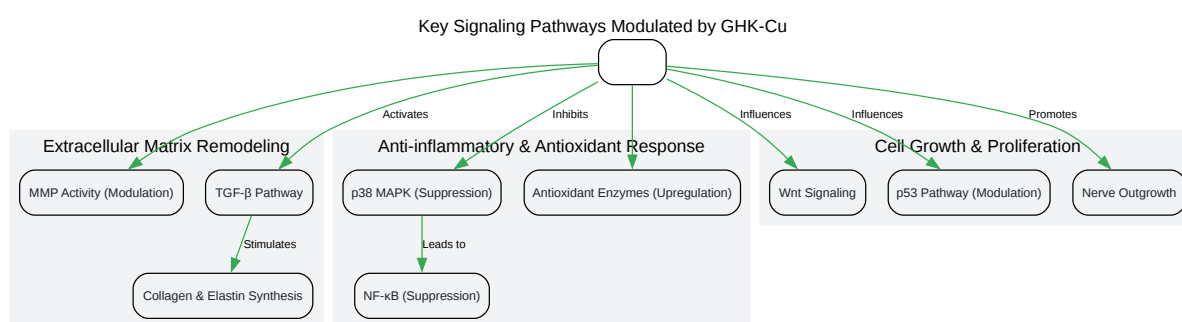 Key Signaling Pathways Modulated by GHK-Cu
Activates
Inhibits
Influences
Influences
Promotes
Extracellular Matrix Remodeling
Anti-inflammatory & Antioxidant Response
Cell Growth & Proliferation
MMP Activity (Modulation)
TGF-β Pathway
p38 MAPK (Suppression)
Antioxidant Enzymes (Upregulation)
Wnt Signaling
p53 Pathway (Modulation)
Nerve Outgrowth
Stimulates
Leads to
Collagen & Elastin Synthesis
NF-κB (Suppression)